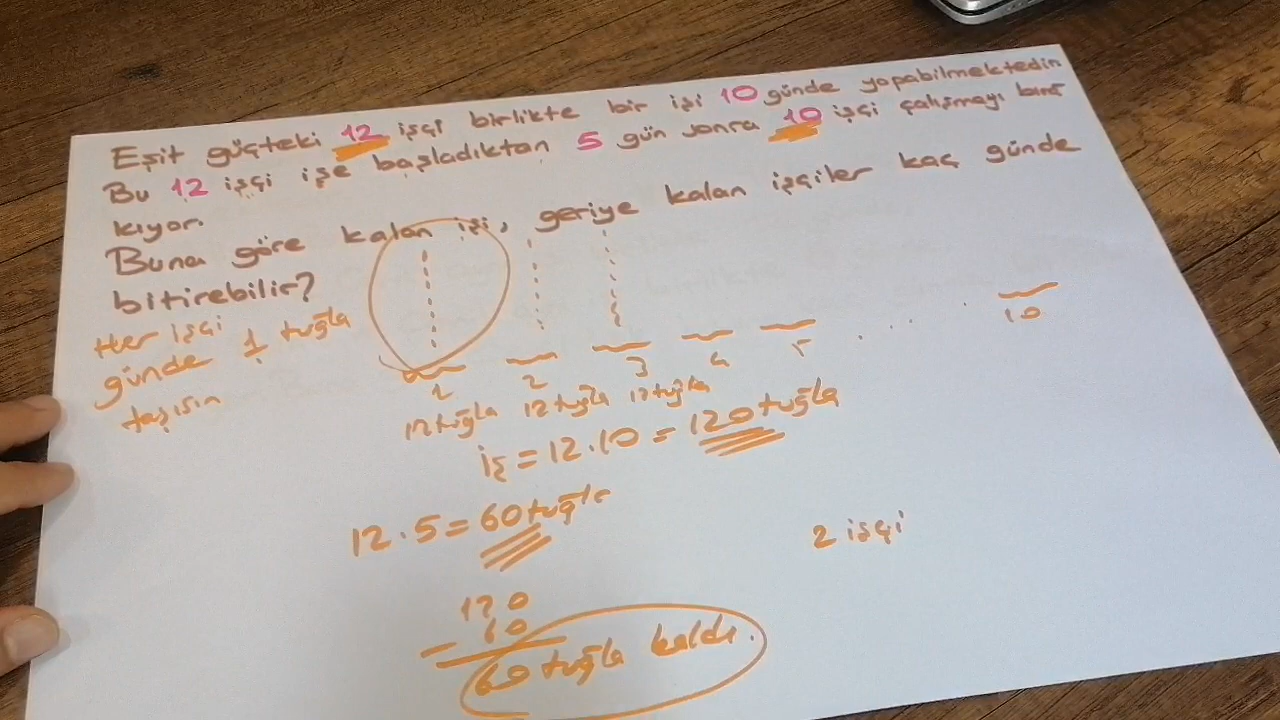 Eşit güçteki 12 işçi birlikte bir işi 10 günde yapabilmektedir
Bu 12 işçi işe başladıktan 5 gün sonra 10 işçi çalışmayı bıra
kıyor.
Buna göre kalan işi, geriye kalan işçiler kaç günde
bitirebilir?
Her işçi
günde 1 tuğla
taşısın
1 2 3 4 5 10
12 tuğla 12 tuğla 12 tuğla
iş = 12.10 = 120 tuğla
12.5 = 60 tuğla
2 işçi
120
- 60
60 tuğla kaldı.